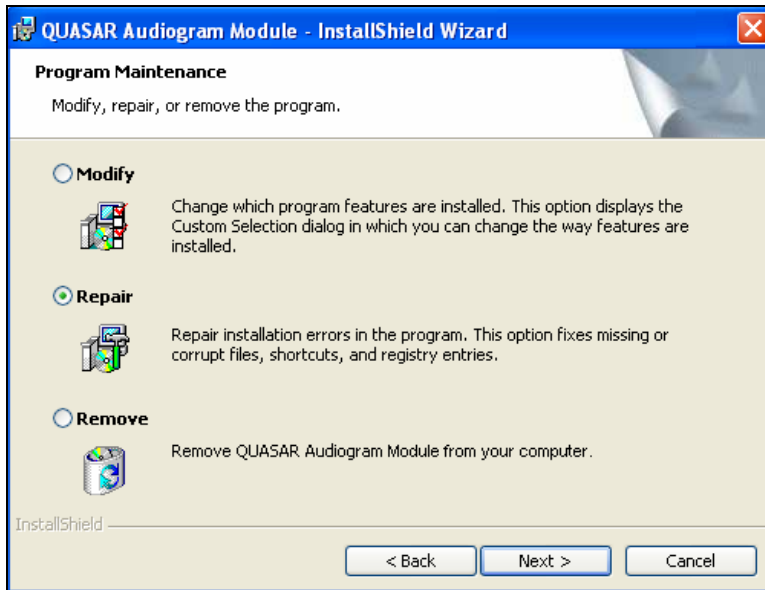 QUASAR Audiogram Module - InstallShield Wizard
Program Maintenance
Modify, repair, or remove the program.
Modify
Change which program features are installed. This option displays the
Custom Selection dialog in which you can change the way features are
installed.
Repair
Repair installation errors in the program. This option fixes missing or
corrupt files, shortcuts, and registry entries.
Remove
Remove QUASAR Audiogram Module from your computer.
InstallShield
< Back Next > Cancel